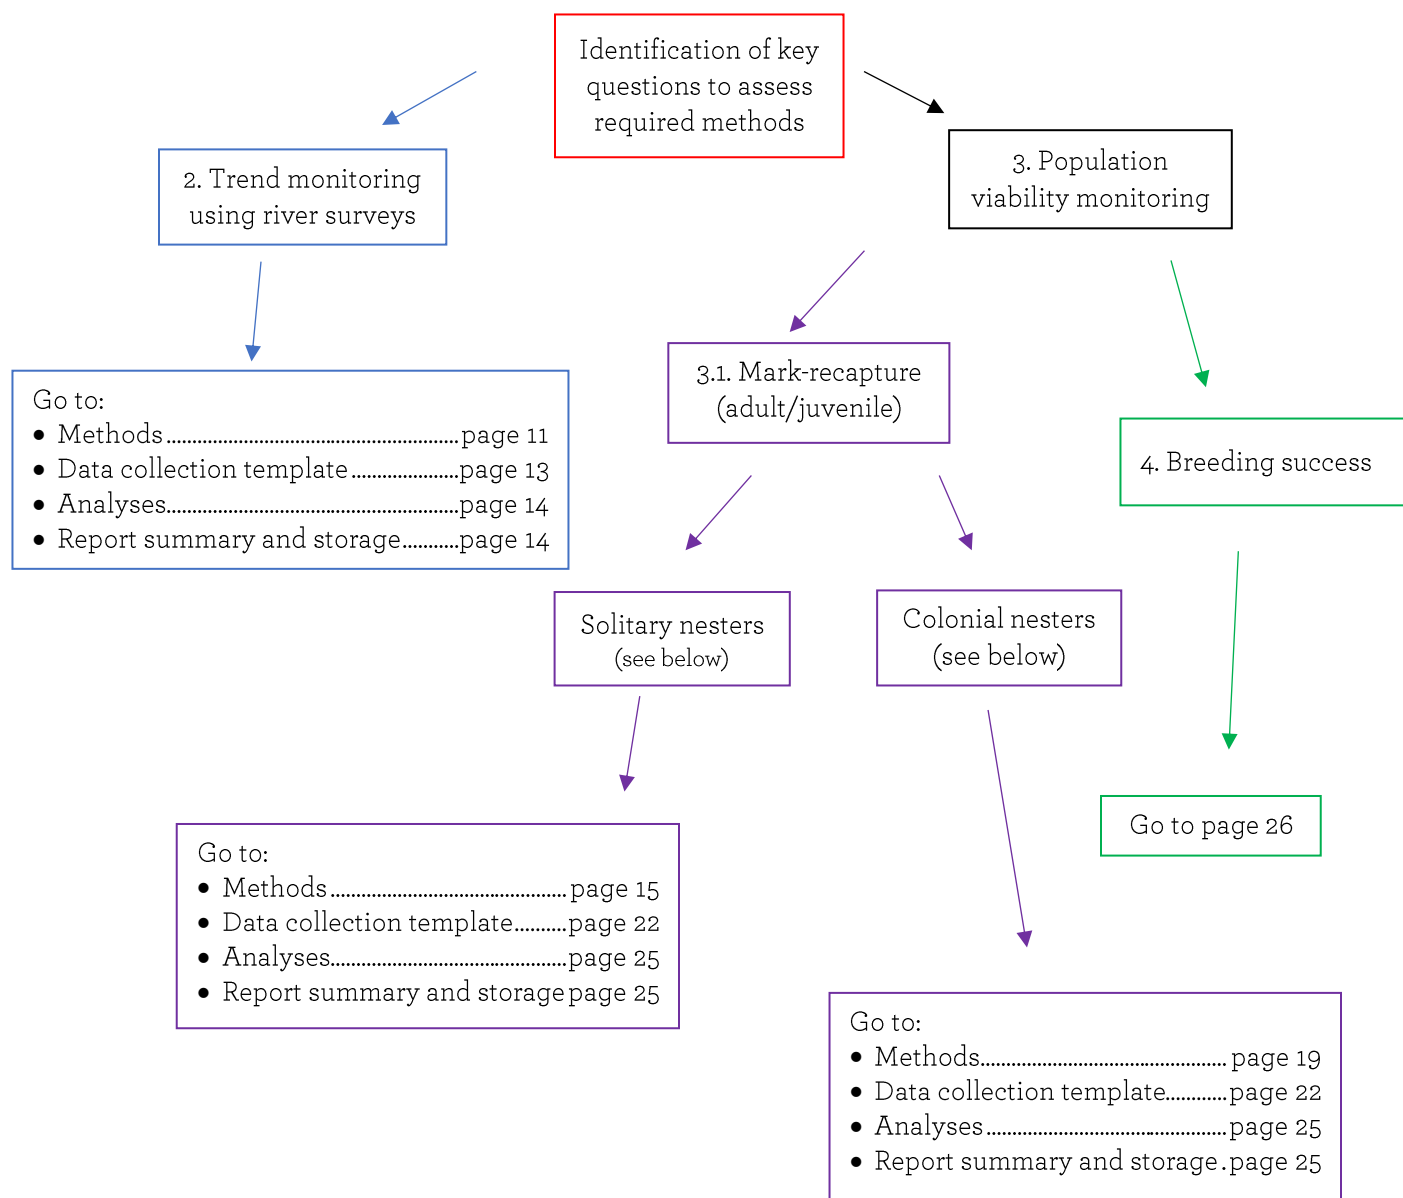 Identification of key
questions to assess
required methods
2. Trend monitoring
using river surveys
3. Population
viability monitoring
Go to:
• Methods........................................................page 11
• Data collection template.....................page 13
• Analyses........................................................page 14
• Report summary and storage...........page 14
3.1. Mark-recapture
(adult/juvenile)
4. Breeding success
Solitary nesters
(see below)
Colonial nesters
(see below)
Go to page 26
Go to:
• Methods.............................................page 15
• Data collection template..........page 22
• Analyses.............................................page 25
• Report summary and storage page 25
Go to:
• Methods............................................... page 19
• Data collection template............page 22
• Analyses..............................................page 25
• Report summary and storage.page 25